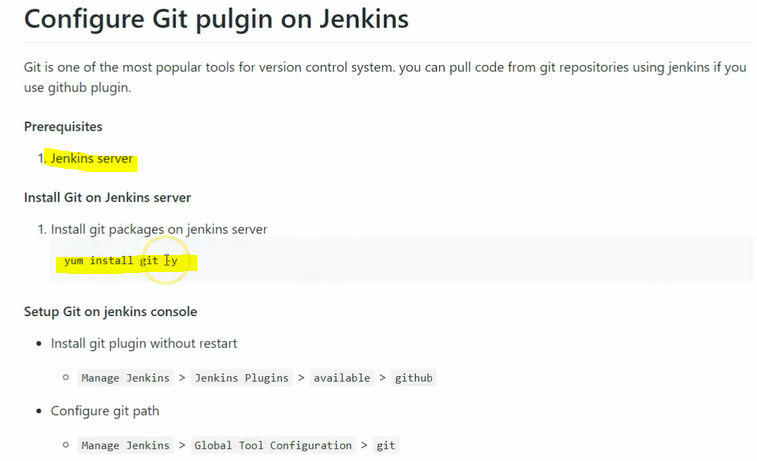 Configure Git pulgin on Jenkins
Git is one of the most popular tools for version control system. you can pull code from git repositories using jenkins if you
use github plugin.
Prerequisites
1. Jenkins server
Install Git on Jenkins server
1. Install git packages on jenkins server
yum install git -y
Setup Git on jenkins console
• Install git plugin without restart
○ Manage Jenkins > Jenkins Plugins > available > github
• Configure git path
○ Manage Jenkins > Global Tool Configuration > git